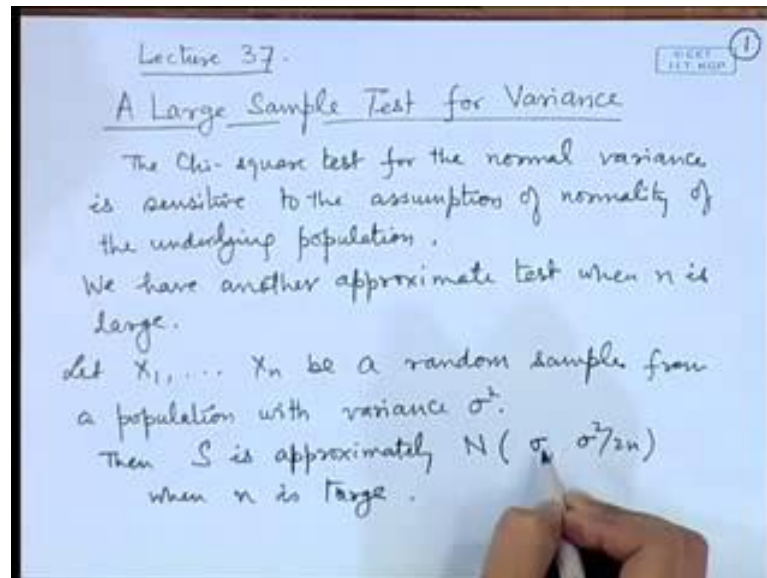 Lecture 37.
①
I.I.T. KGP
A Large Sample Test for Variance
The Chi-square test for the normal variance
is sensitive to the assumption of normality of
the underlying population.
We have another approximate test when n is
large.
Let X₁, ... Xₙ be a random sample from
a population with variance σ².
Then S is approximately N ( σ, σ²/2n)
when n is large.